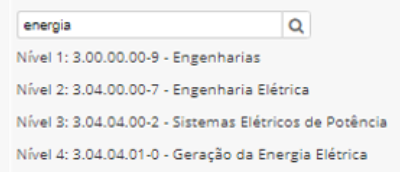 energia
Nível 1: 3.00.00.00-9 - Engenharias
Nível 2: 3.04.00.00-7 - Engenharia Elétrica
Nível 3: 3.04.04.00-2 - Sistemas Elétricos de Potência
Nível 4: 3.04.04.01-0 - Geração da Energia Elétrica